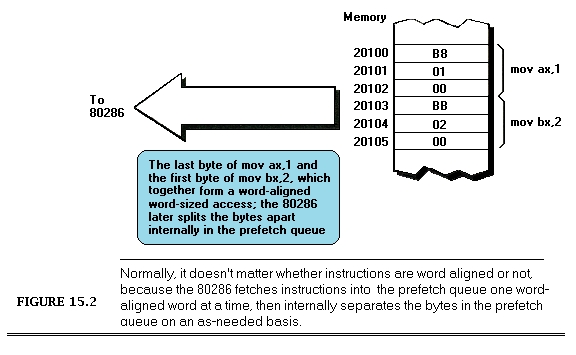 Memory
20100 B8
20101 01 mov ax,1
20102 00
To 20103 BB
80286 20104 02 mov bx,2
20105 00
The last byte of mov ax,1 and
the first byte of mov bx,2, which
together form a word-aligned
word-sized access; the 80286
later splits the bytes apart
internally in the prefetch queue
Normally, it doesn't matter whether instructions are word aligned or not,
because the 80286 fetches instructions into the prefetch queue one word-
FIGURE 15.2 aligned word at a time, then internally separates the bytes in the prefetch
queue on an as-needed basis.